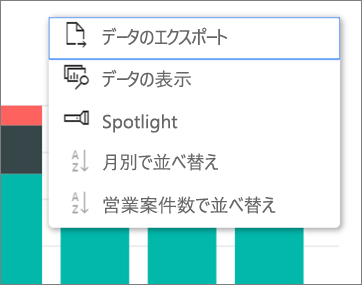 データのエクスポート
データの表示
Spotlight
月別で並べ替え
営業案件数で並べ替え